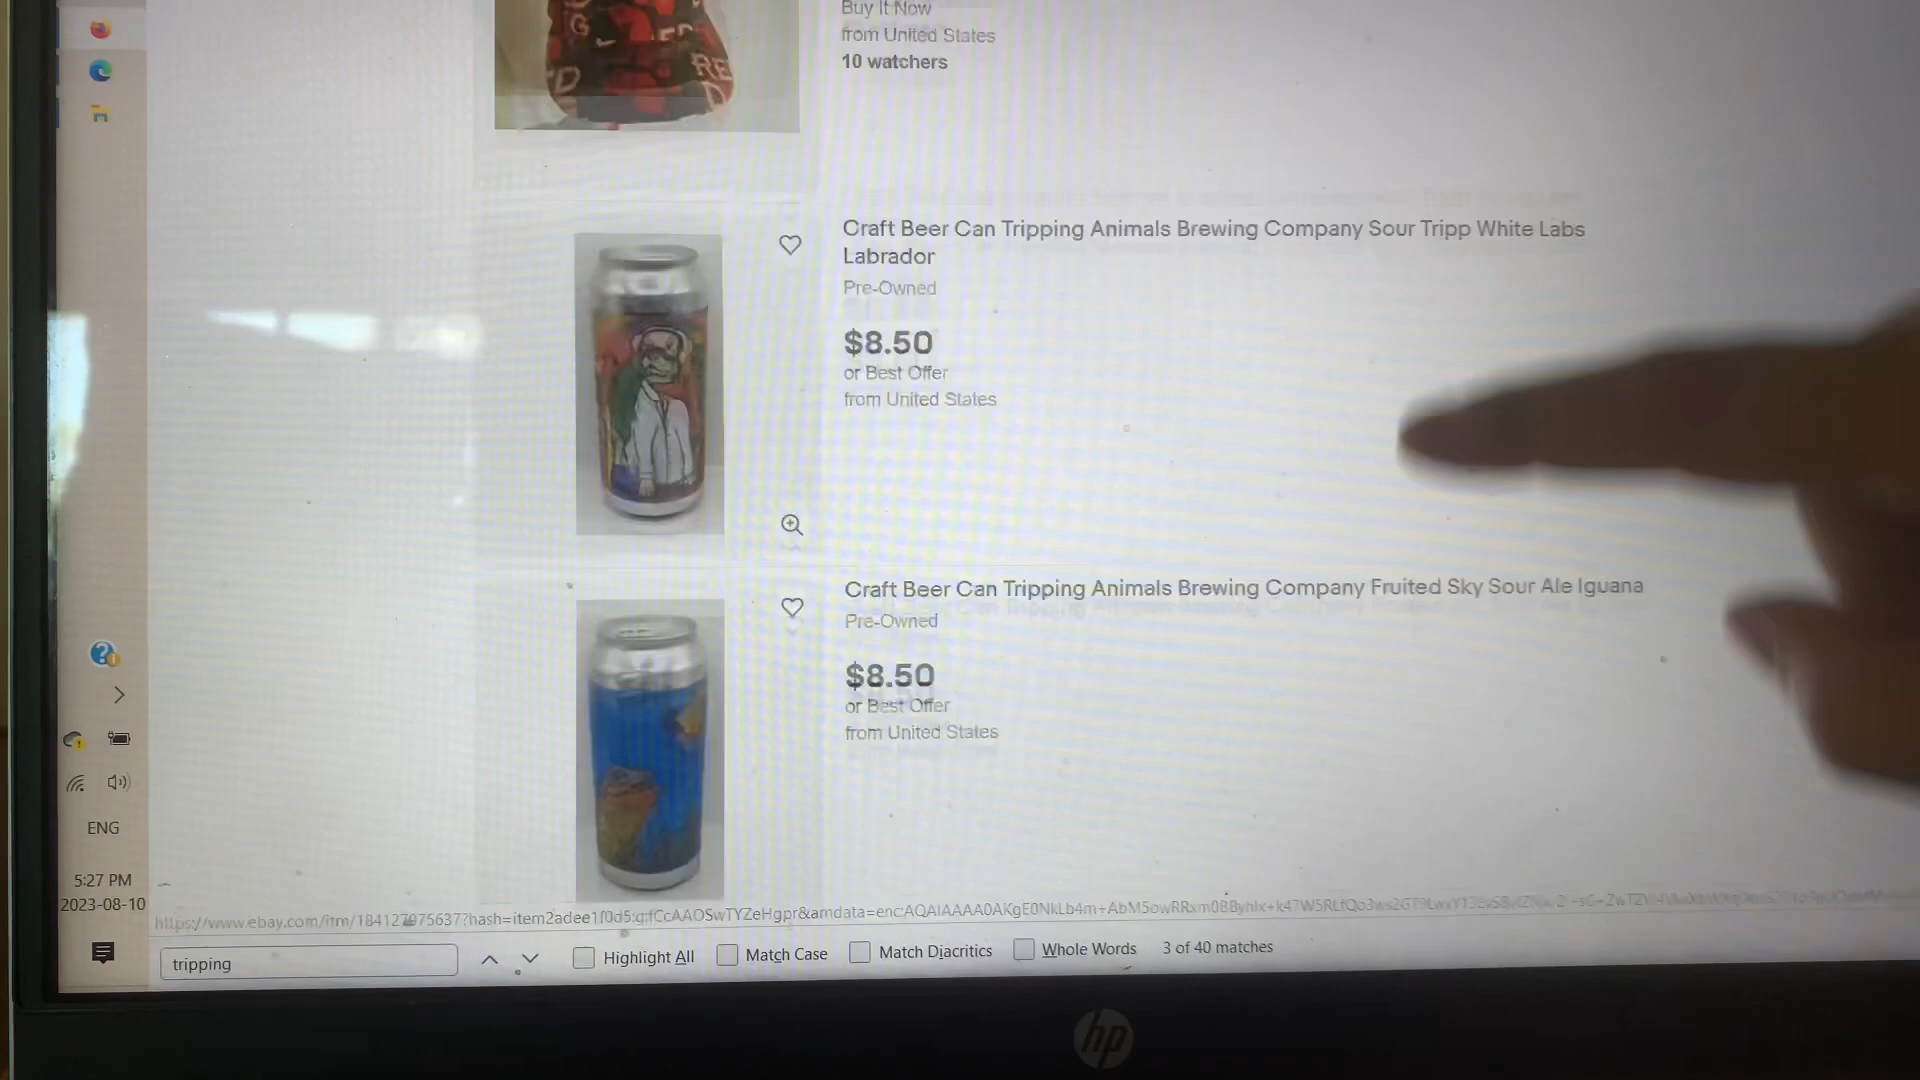 G
D
RE
D
Buy It Now
from United States
10 watchers
Craft Beer Can Tripping Animals Brewing Company Sour Tripp White Labs
Labrador
Pre-Owned
$8.50
or Best Offer
from United States
Craft Beer Can Tripping Animals Brewing Company Fruited Sky Sour Ale Iguana
Pre-Owned
$8.50
or Best Offer
from United States
ENG
5:27 PM
2023-08-10
tripping
Highlight All
Match Case
Match Diacritics
Whole Words
3 of 40 matches
hp